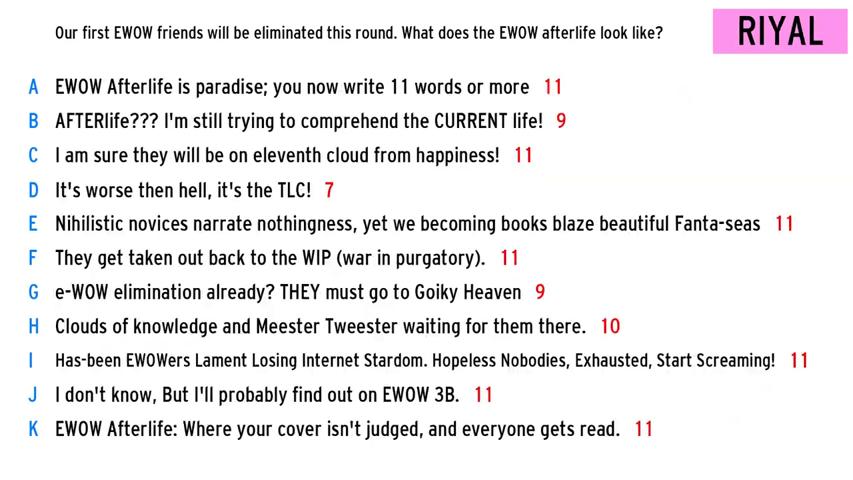 Our first EWOW friends will be eliminated this round. What does the EWOW afterlife look like?
RIYAL
A EWOW Afterlife is paradise; you now write 11 words or more 11
B AFTERlife??? I'm still trying to comprehend the CURRENT life! 9
C I am sure they will be on eleventh cloud from happiness! 11
D It's worse then hell, it's the TLC! 7
E Nihilistic novices narrate nothingness, yet we becoming books blaze beautiful Fanta-seas 11
F They get taken out back to the WIP (war in purgatory). 11
G e-WOW elimination already? THEY must go to Goiky Heaven 9
H Clouds of knowledge and Meester Tweester waiting for them there. 10
I Has-been EWOWers Lament Losing Internet Stardom. Hopeless Nobodies, Exhausted, Start Screaming! 11
J I don't know, But I'll probably find out on EWOW 3B. 11
K EWOW Afterlife: Where your cover isn't judged, and everyone gets read. 11